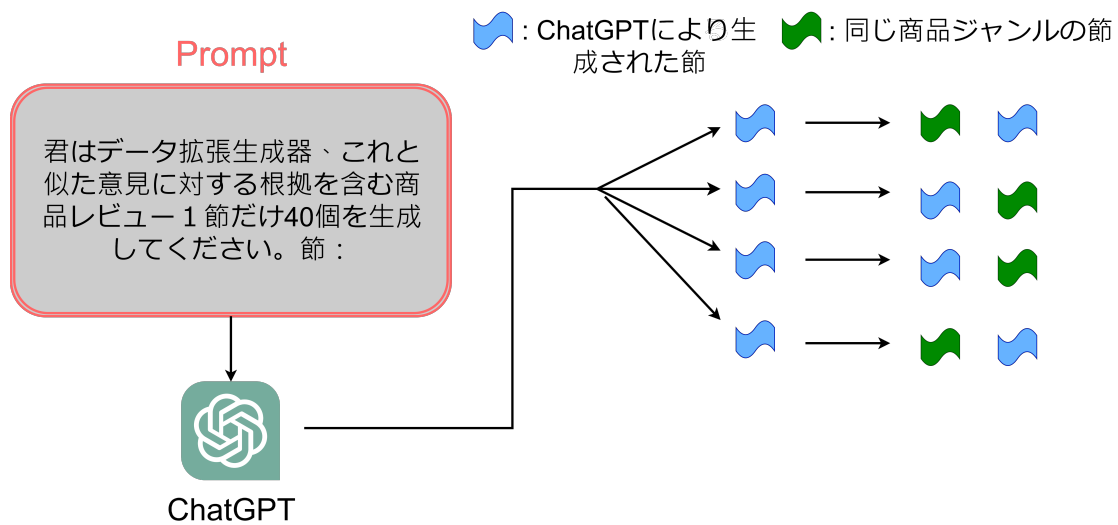 Prompt
君はデータ拡張生成器、これと
似た意見に対する根拠を含む商
品レビュー１節だけ40個を生成
してください。節：
ChatGPT
: ChatGPTにより生
成された節
: 同じ商品ジャンルの節